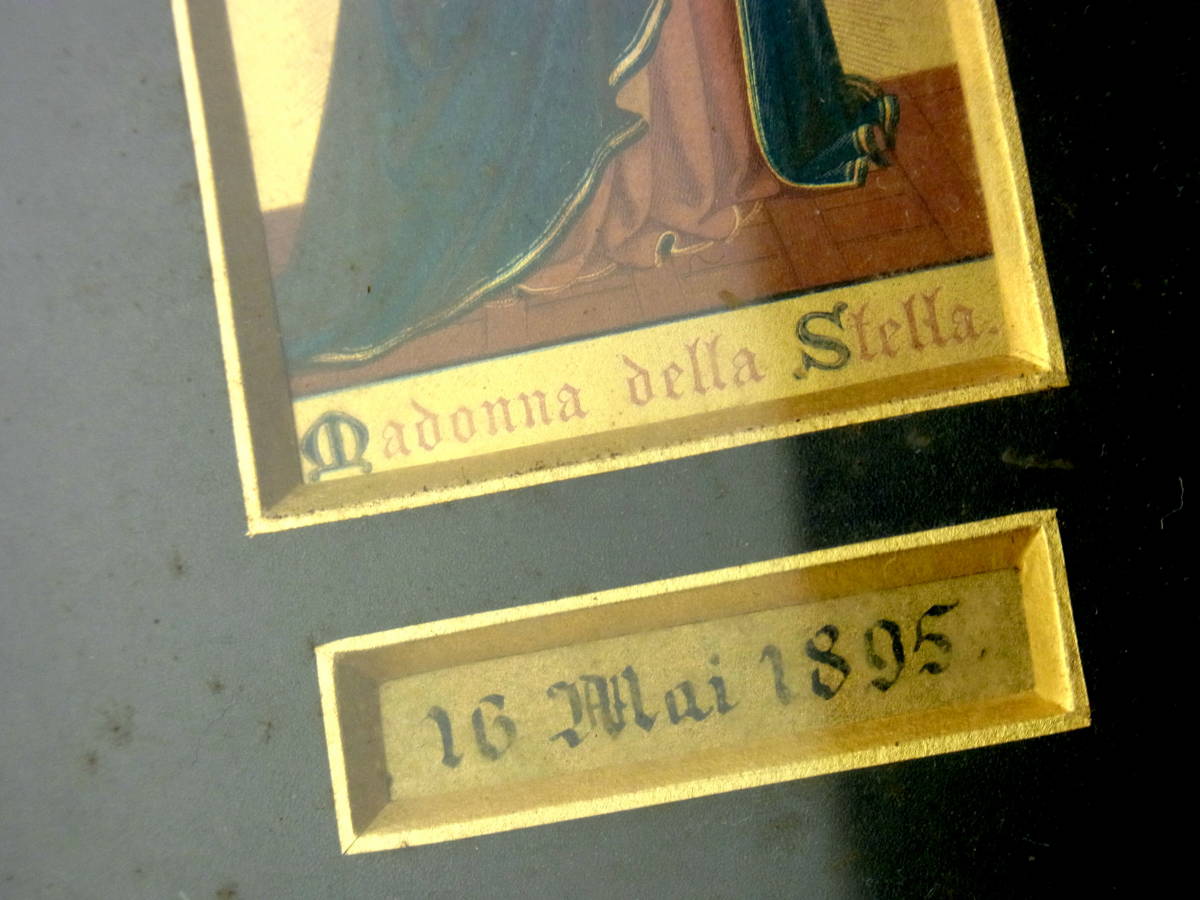 Madonna della Stella.
16 Mai 1895.